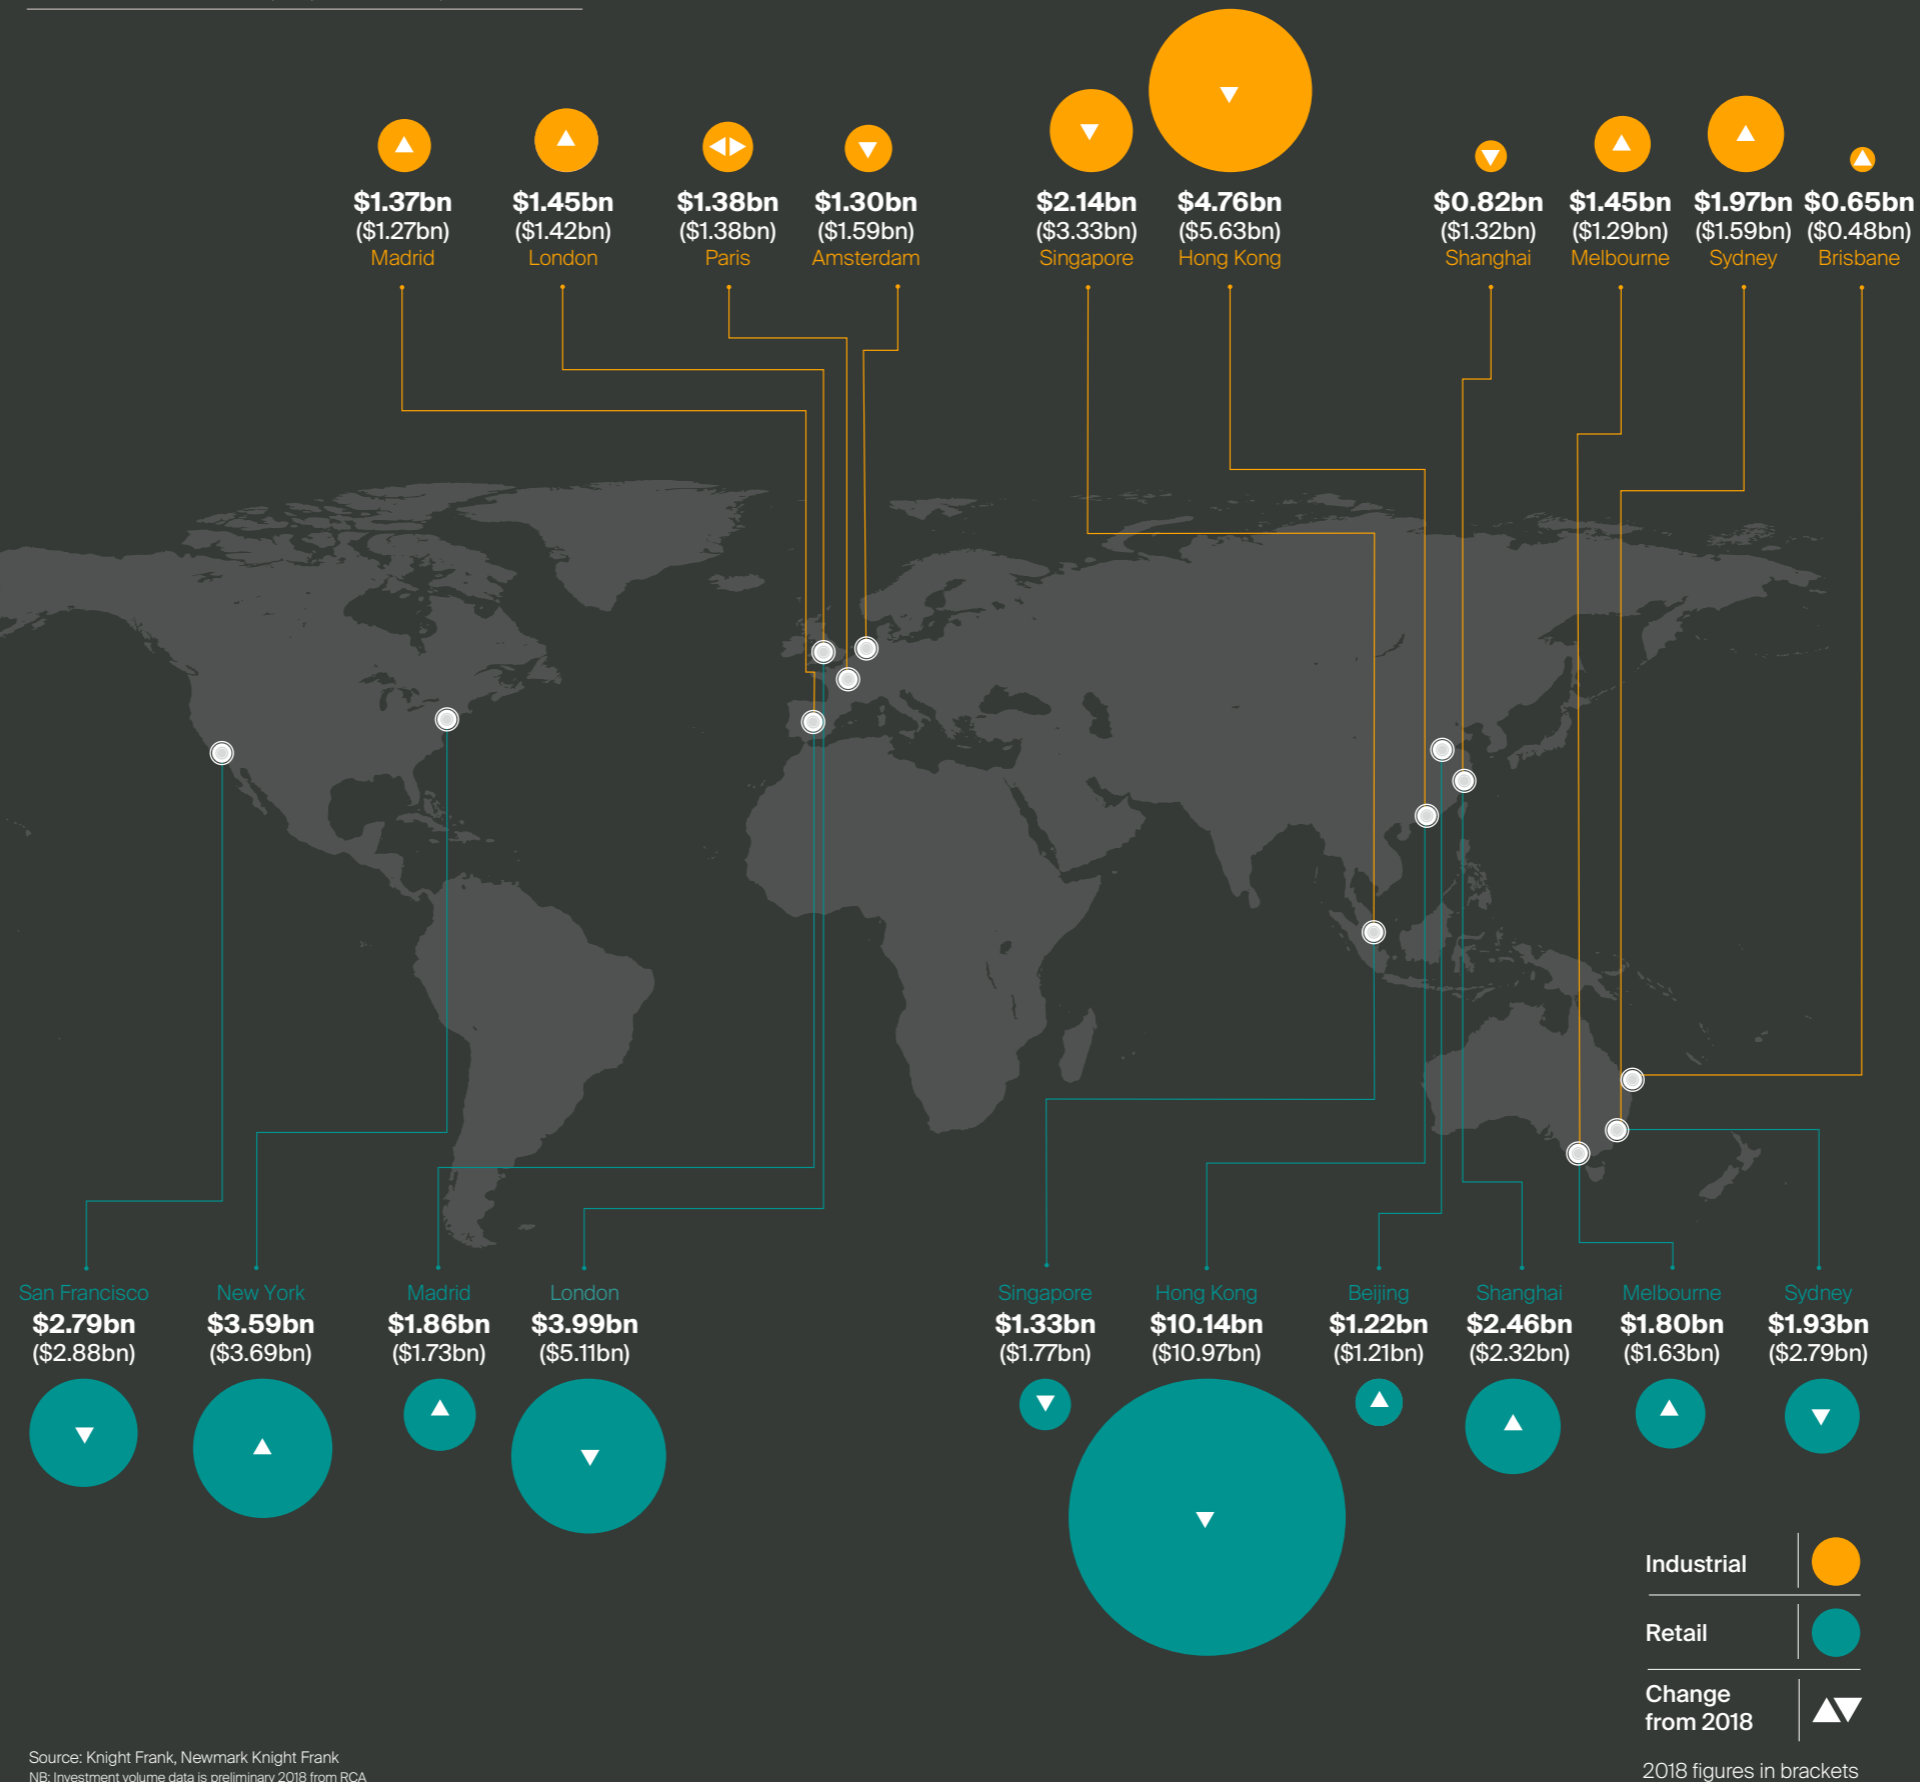 $1.37bn
($1.27bn)
Madrid
$1.45bn
($1.42bn)
London
$1.38bn
($1.38bn)
Paris
$1.30bn
($1.59bn)
Amsterdam
$2.14bn
($3.33bn)
Singapore
$4.76bn
($5.63bn)
Hong Kong
$0.82bn
($1.32bn)
Shanghai
$1.45bn
($1.29bn)
Melbourne
$1.97bn
($1.59bn)
Sydney
$0.65bn
($0.48bn)
Brisbane
San Francisco
$2.79bn
($2.88bn)
New York
$3.59bn
($3.69bn)
Madrid
$1.86bn
($1.73bn)
London
$3.99bn
($5.11bn)
Singapore
$1.33bn
($1.77bn)
Hong Kong
$10.14bn
($10.97bn)
Beijing
$1.22bn
($1.21bn)
Shanghai
$2.46bn
($2.32bn)
Melbourne
$1.80bn
($1.63bn)
Sydney
$1.93bn
($2.79bn)
Industrial
Retail
Change
from 2018
2018 figures in brackets
Source: Knight Frank, Newmark Knight Frank
NB: Investment volume data is preliminary 2018 from RCA